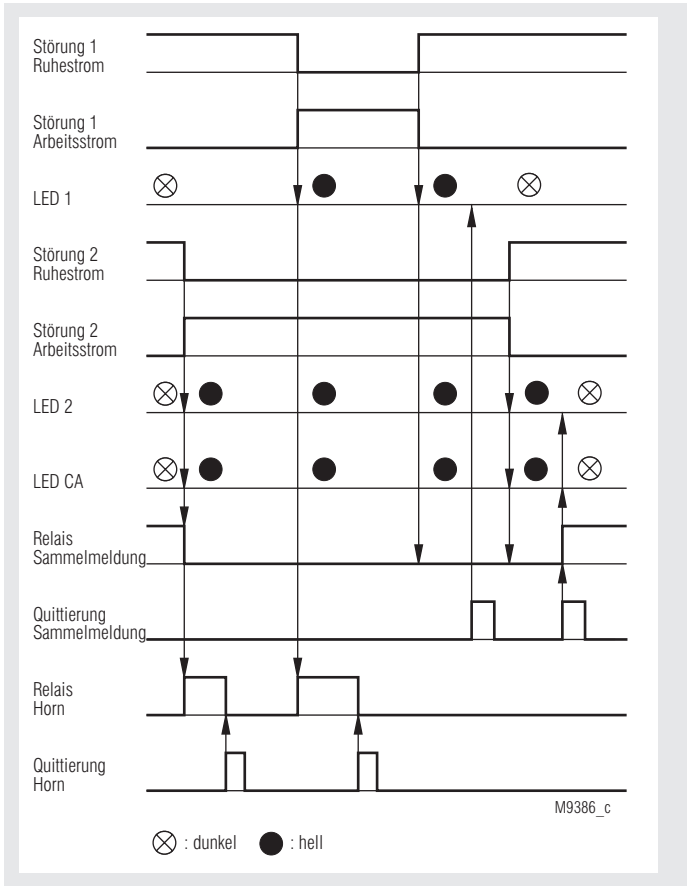 Störung 1
Ruhestrom
Störung 1
Arbeitsstrom
LED 1
Störung 2
Ruhestrom
Störung 2
Arbeitsstrom
LED 2
LED CA
Relais
Sammelmeldung
Quittierung
Sammelmeldung
Relais
Horn
Quittierung
Horn
M9386_c
: dunkel : hell